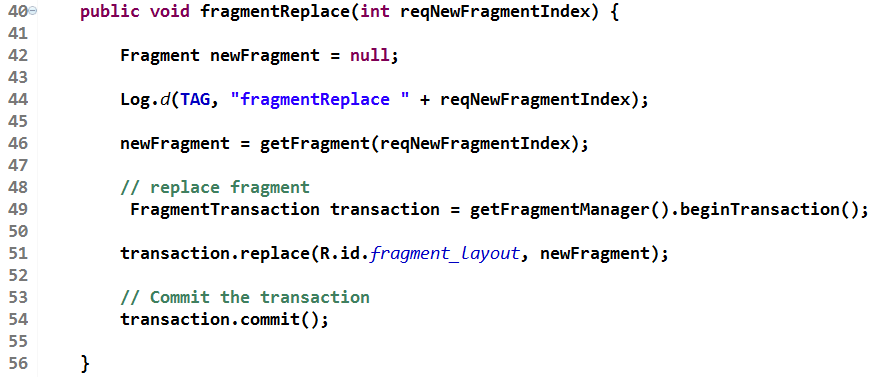 40 public void fragmentReplace(int reqNewFragmentIndex) {
41
42 Fragment newFragment = null;
43
44 Log.d(TAG, "fragmentReplace " + reqNewFragmentIndex);
45
46 newFragment = getFragment(reqNewFragmentIndex);
47
48 // replace fragment
49 FragmentTransaction transaction = getFragmentManager().beginTransaction();
50
51 transaction.replace(R.id.fragment_layout, newFragment);
52
53 // Commit the transaction
54 transaction.commit();
55
56 }